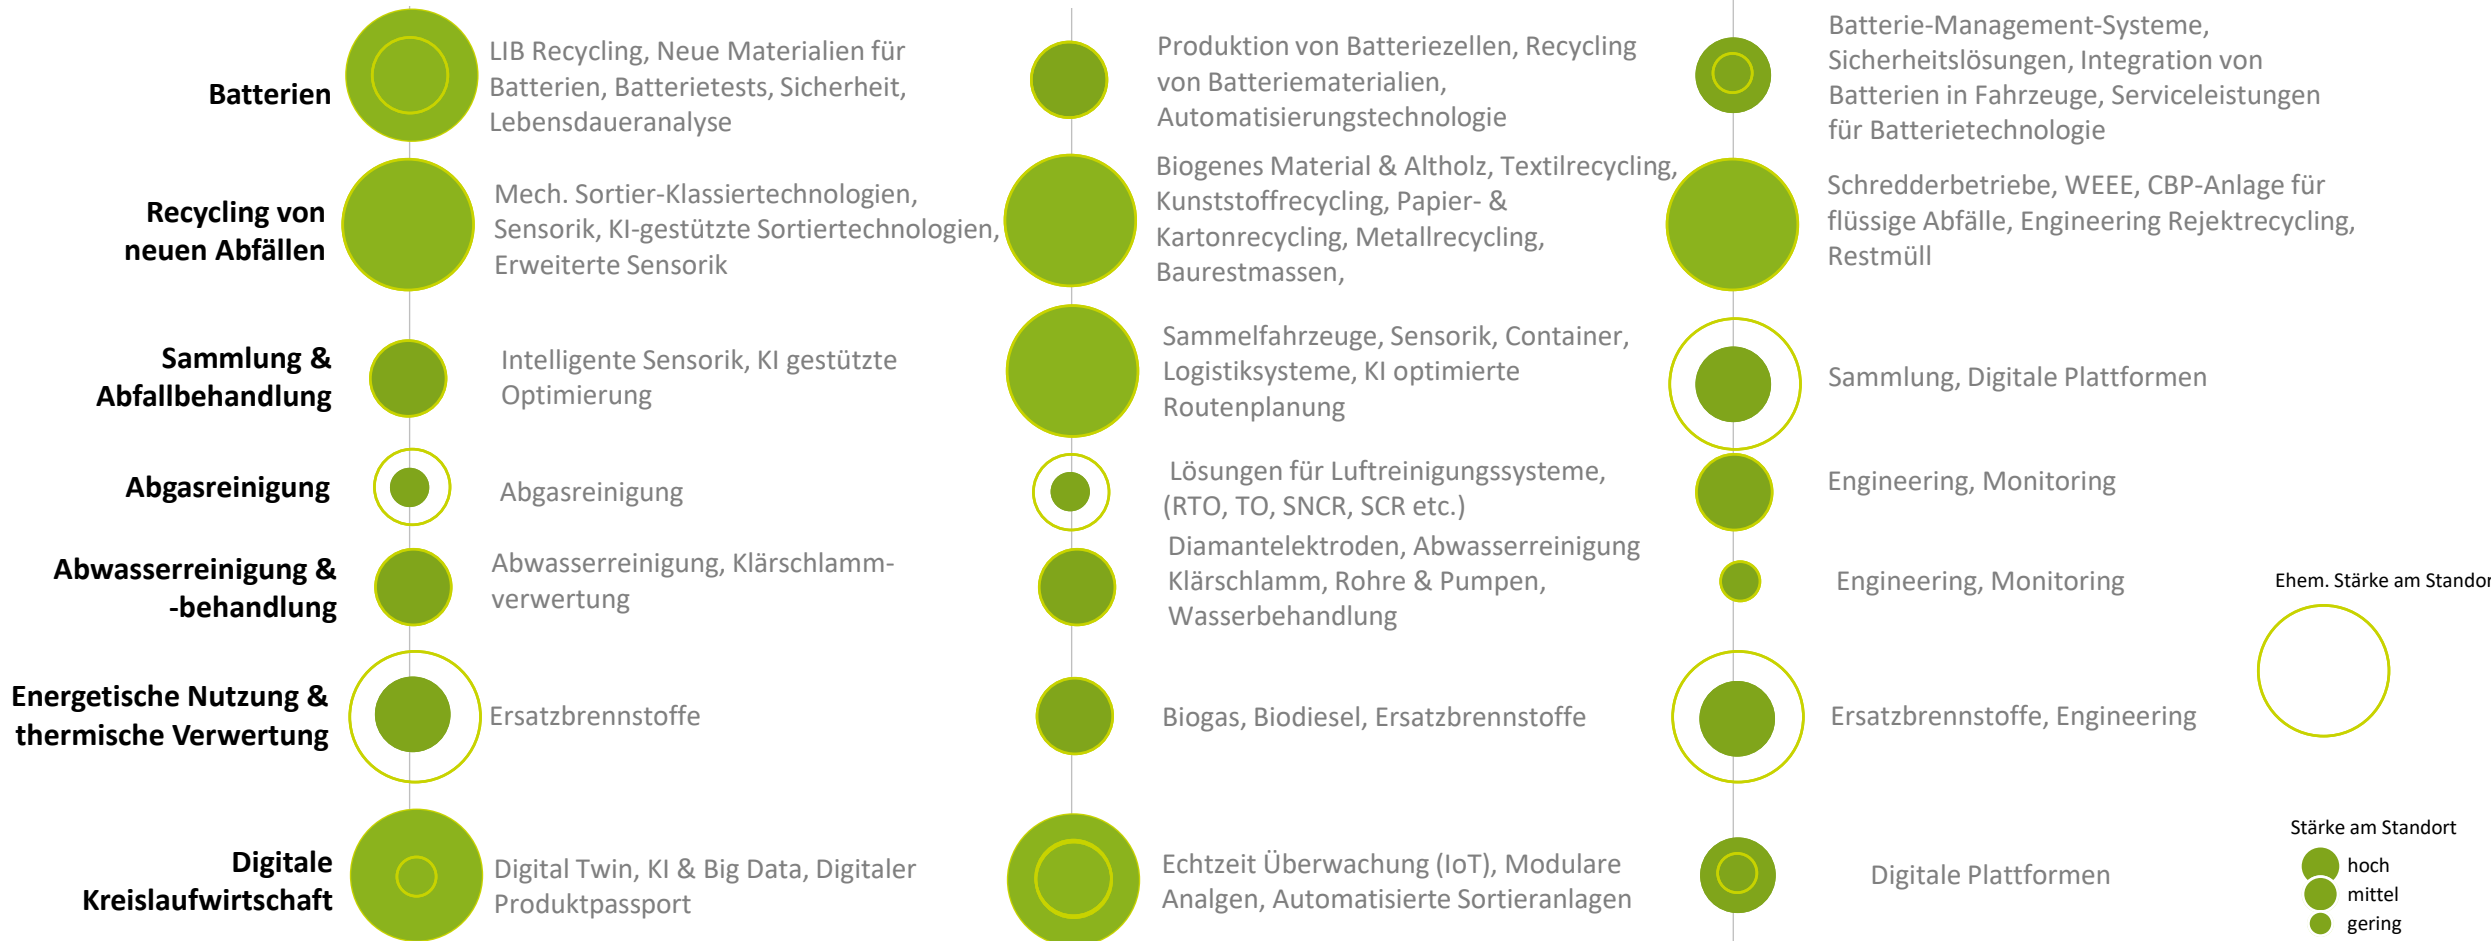 Batterien
LIB Recycling, Neue Materialien für
Batterien, Batterietests, Sicherheit,
Lebensdaueranalyse
Produktion von Batteriezellen, Recycling
von Batteriematerialien,
Automatisierungstechnologie
Batterie-Management-Systeme,
Sicherheitslösungen, Integration von
Batterien in Fahrzeuge, Serviceleistungen
für Batterietechnologie
Recycling von
neuen Abfällen
Mech. Sortier-Klassiertechnologien,
Sensorik, KI-gestützte Sortiertechnologien,
Erweiterte Sensorik
Biogenes Material & Altholz, Textilrecycling,
Kunststoffrecycling, Papier- &
Kartonrecycling, Metallrecycling,
Baurestmassen,
Schredderbetriebe, WEEE, CBP-Anlage für
flüssige Abfälle, Engineering Rejektrecycling,
Restmüll
Sammlung &
Abfallbehandlung
Intelligente Sensorik, KI gestützte
Optimierung
Sammelfahrzeuge, Sensorik, Container,
Logistiksysteme, KI optimierte
Routenplanung
Sammlung, Digitale Plattformen
Abgasreinigung
Abgasreinigung
Lösungen für Luftreinigungssysteme,
(RTO, TO, SNCR, SCR etc.)
Engineering, Monitoring
Abwasserreinigung &
-behandlung
Abwasserreinigung, Klärschlamm-
verwertung
Diamantelektroden, Abwasserreinigung
Klärschlamm, Rohre & Pumpen,
Wasserbehandlung
Engineering, Monitoring
Ehem. Stärke am Standor
Energetische Nutzung &
thermische Verwertung
Ersatzbrennstoffe
Biogas, Biodiesel, Ersatzbrennstoffe
Ersatzbrennstoffe, Engineering
Digitale
Kreislaufwirtschaft
Digital Twin, KI & Big Data, Digitaler
Produktpassport
Echtzeit Überwachung (IoT), Modulare
Analgen, Automatisierte Sortieranlagen
Digitale Plattformen
Stärke am Standort
hoch
mittel
gering